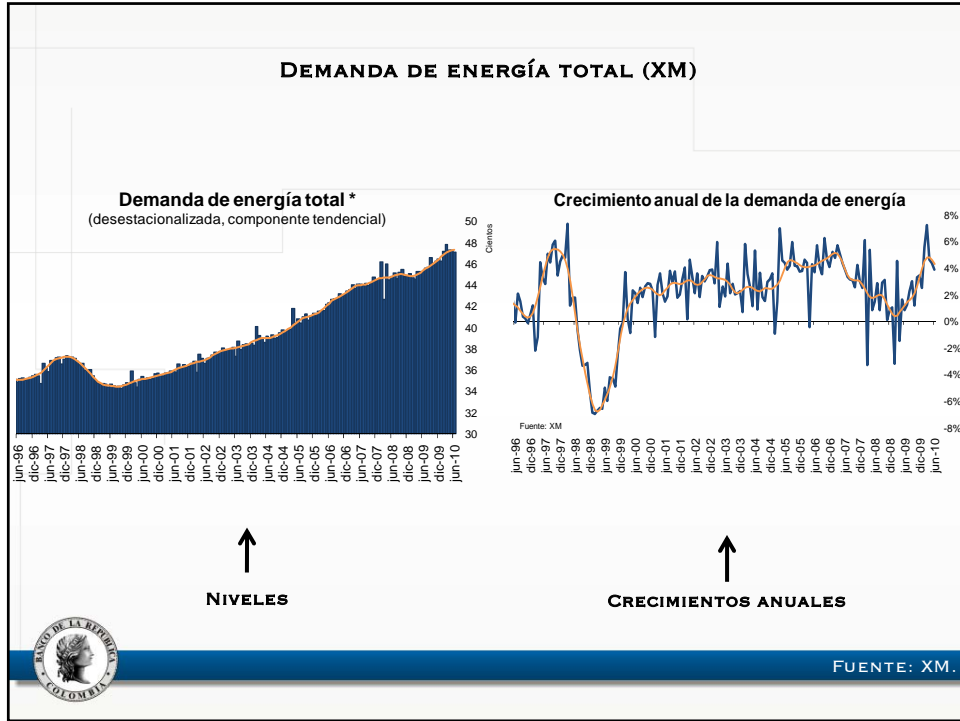 DEMANDA DE ENERGÍA TOTAL (XM)
Demanda de energía total *
(desestacionalizada, componente tendencial)
Cientos
50
48
46
44
42
40
38
36
34
32
30
jun-96
dic-96
jun-97
dic-97
jun-98
dic-98
jun-99
dic-99
jun-00
dic-00
jun-01
dic-01
jun-02
dic-02
jun-03
dic-03
jun-04
dic-04
jun-05
dic-05
jun-06
dic-06
jun-07
dic-07
jun-08
dic-08
jun-09
dic-09
jun-10
Crecimiento anual de la demanda de energía
8%
6%
4%
2%
0%
-2%
-4%
-6%
-8%
Fuente: XM
jun-96
dic-96
jun-97
dic-97
jun-98
dic-98
jun-99
dic-99
jun-00
dic-00
jun-01
dic-01
jun-02
dic-02
jun-03
dic-03
jun-04
dic-04
jun-05
dic-05
jun-06
dic-06
jun-07
dic-07
jun-08
dic-08
jun-09
dic-09
jun-10
NIVELES
CRECIMIENTOS ANUALES
BANCO DE LA REPÚBLICA
COLOMBIA
FUENTE: XM.